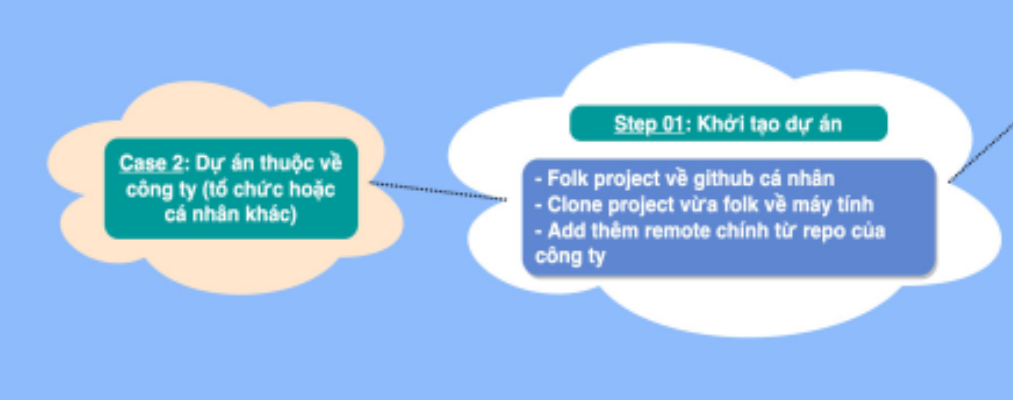 Case 2: Dự án thuộc về
công ty (tổ chức hoặc
cá nhân khác)
Step 01: Khởi tạo dự án
- Folk project về github cá nhân
- Clone project vừa folk về máy tính
- Add thêm remote chính từ repo của
công ty